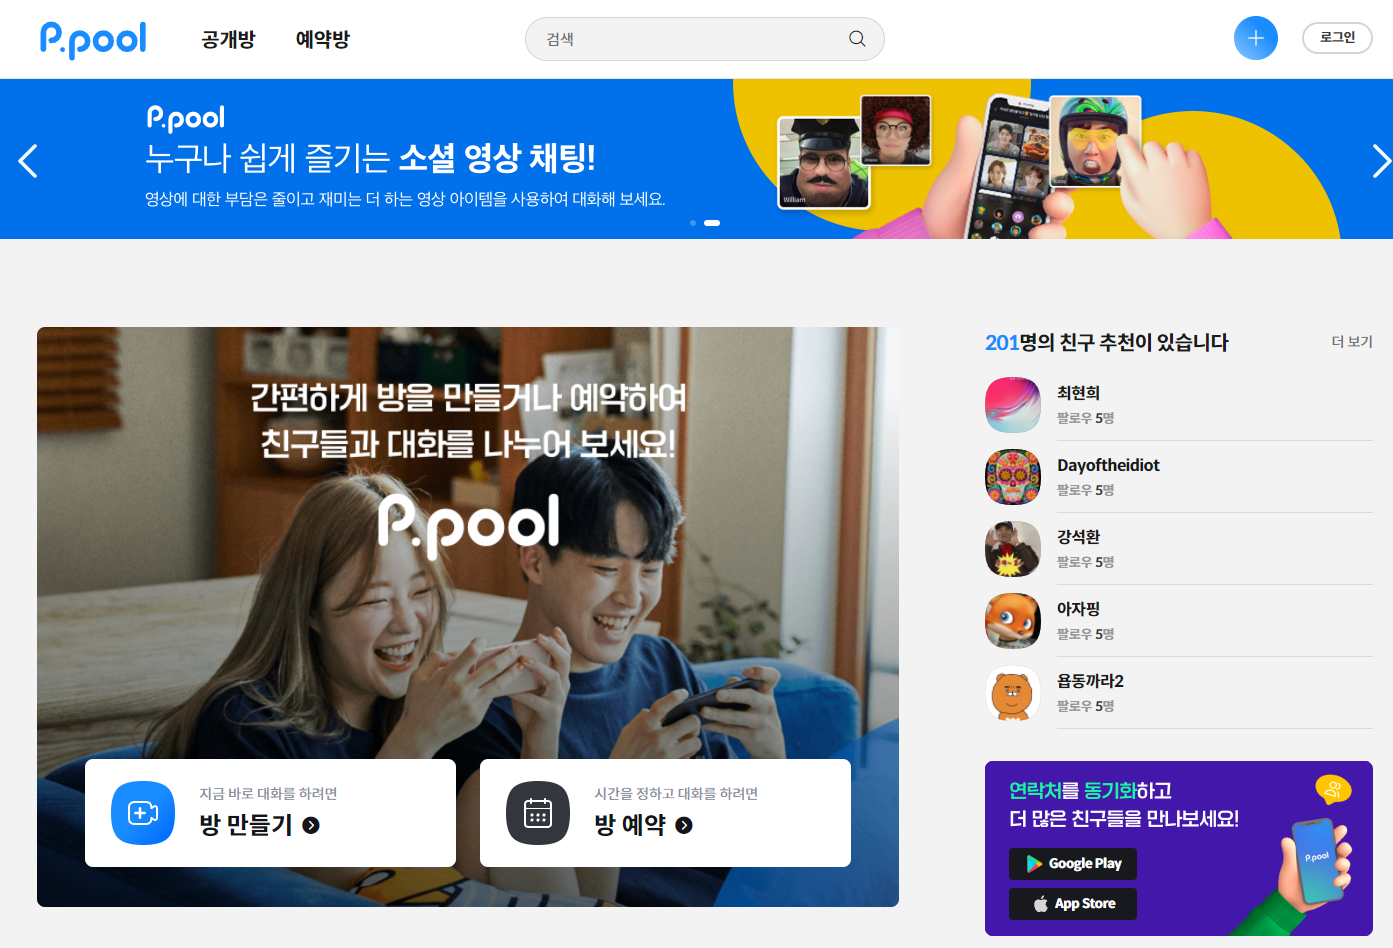 P.pool
공개방
예약방
검색
로그인
P.pool
누구나 쉽게 즐기는 소셜 영상 채팅!
영상에 대한 부담은 줄이고 재미는 더 하는 영상 아이템을 사용하여 대화해 보세요.
William
간편하게 방을 만들거나 예약하여
친구들과 대화를 나누어 보세요!
P.pool
지금 바로 대화를 하려면
방 만들기
시간을 정하고 대화를 하려면
방 예약
201명의 친구 추천이 있습니다
더 보기
최현희
팔로우 5명
Dayoftheidiot
팔로우 5명
강석환
팔로우 5명
아자핑
팔로우 5명
욥동까라2
팔로우 5명
연락처를 동기화하고
더 많은 친구들을 만나보세요!
Google Play
App Store
P.pool